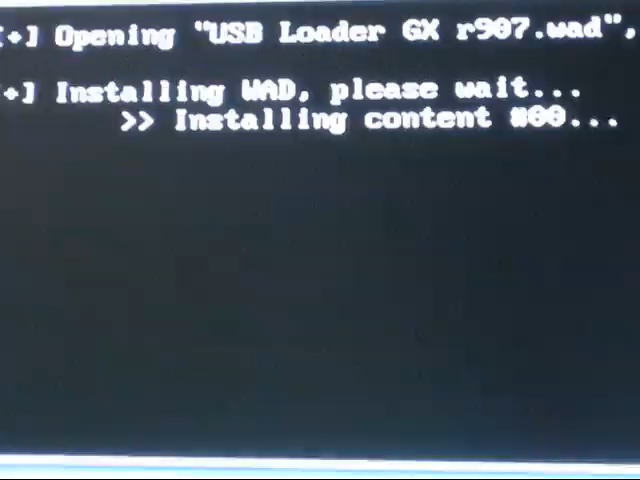 [+] Opening "USB Loader GX r907.wad",
[+] Installing WAD, please wait...
>> Installing content #00...